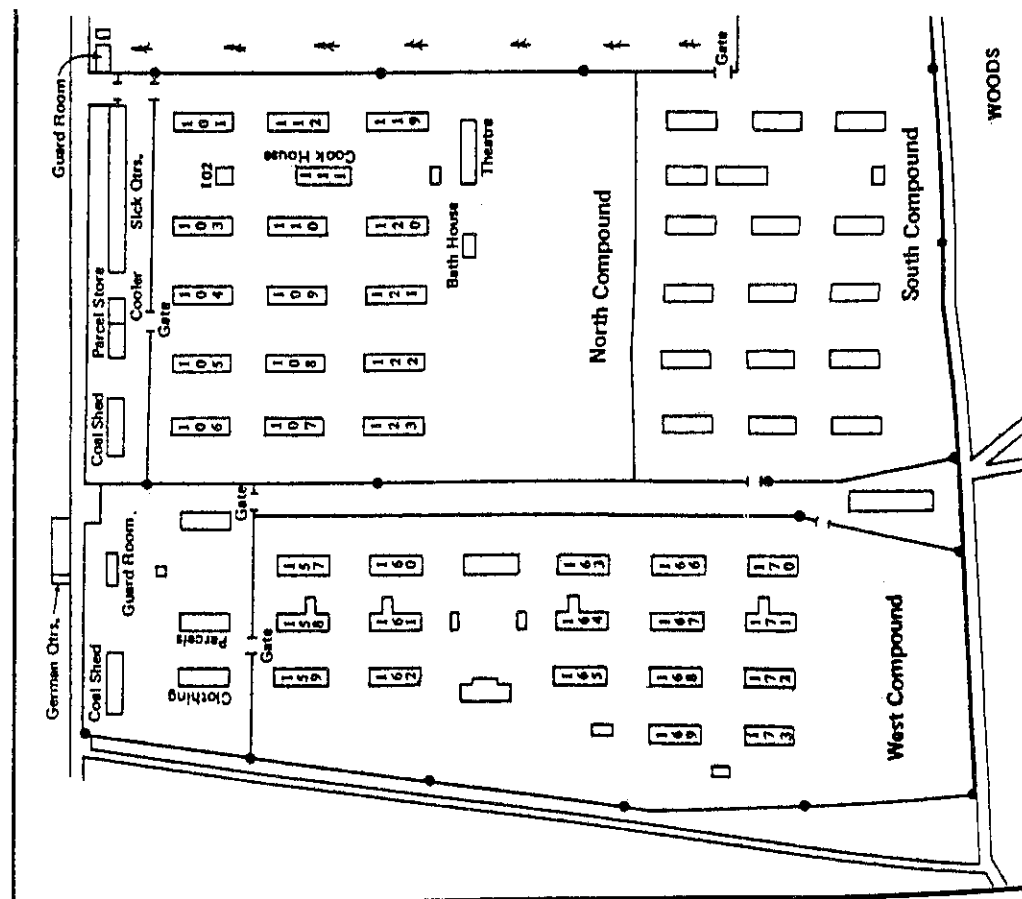 Guard Room
Gate
WOODS
101
112
119
Cook House
111
102
Theatre
Sick Qtrs.
103
110
120
Bath House
Parcel Store
Cooler
Gate
104
109
121
North Compound
South Compound
105
108
122
Coal Shed
106
107
123
Gate
German Qtrs.
Guard Room.
157
160
163
166
170
Parcels
158
161
164
167
171
Gate
Coal Shed
Clothing
159
162
165
168
172
West Compound
169
173